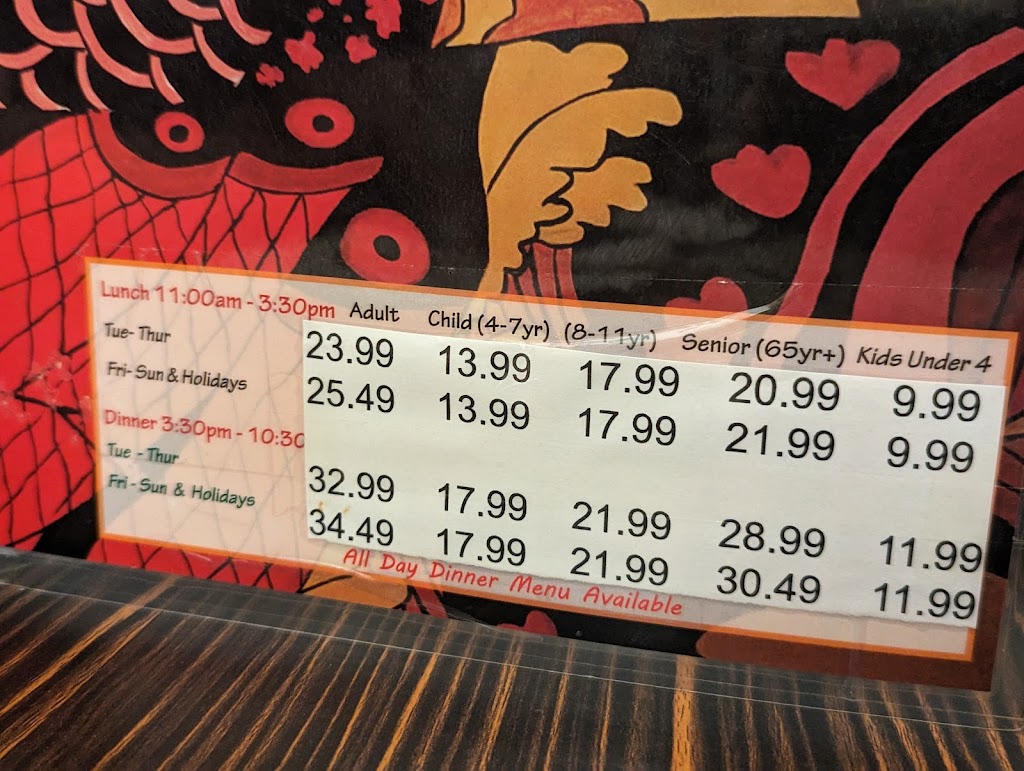 Lunch 11:00am - 3:30pm Adult Child (4-7yr) (8-11yr) Senior (65yr+) Kids Under 4
Tue- Thur 23.99 13.99 17.99 20.99 9.99
Fri- Sun & Holidays 25.49 13.99 17.99 21.99 9.99
Dinner 3:30pm - 10:30
Tue - Thur 32.99 17.99 21.99 28.99 11.99
Fri - Sun & Holidays 34.49 17.99 21.99 30.49 11.99
All Day Dinner Menu Available